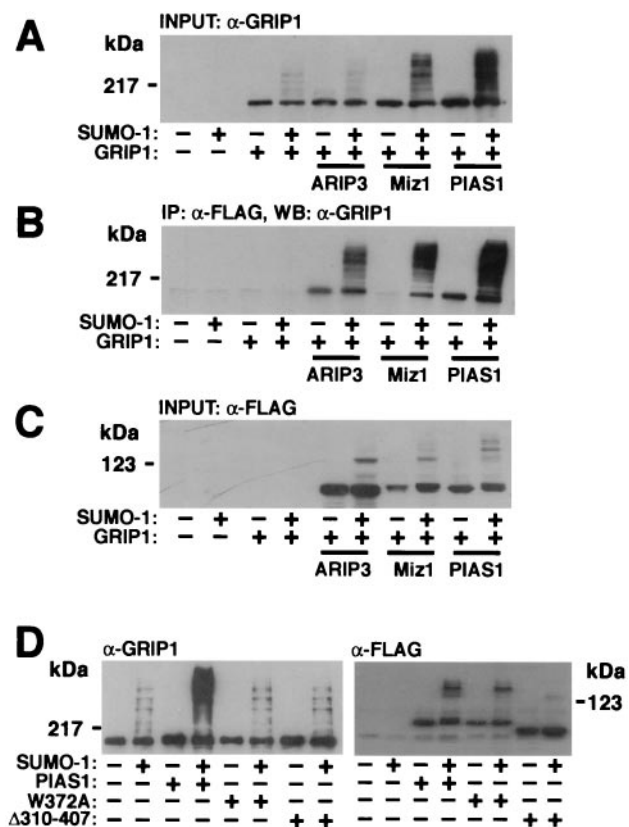 A
INPUT: α-GRIP1
kDa
217 -
SUMO-1: - + - + - + - + - +
GRIP1: - - + + + + + + + +
ARIP3 Miz1 PIAS1
B
IP: α-FLAG, WB: α-GRIP1
kDa
217 -
SUMO-1: - + - + - + - + - +
GRIP1: - - + + + + + + + +
ARIP3 Miz1 PIAS1
C
INPUT: α-FLAG
kDa
123 -
SUMO-1: - + - + - + - + - +
GRIP1: - - + + + + + + + +
ARIP3 Miz1 PIAS1
D
α-GRIP1 α-FLAG
kDa kDa
217 - - 123
SUMO-1: - + - + - + - + - + - + - + - +
PIAS1: - - + + - - - - - - + + - - - -
W372A: - - - - + + - - - - - - + + - -
Δ310-407: - - - - - - + + - - - - - - + +